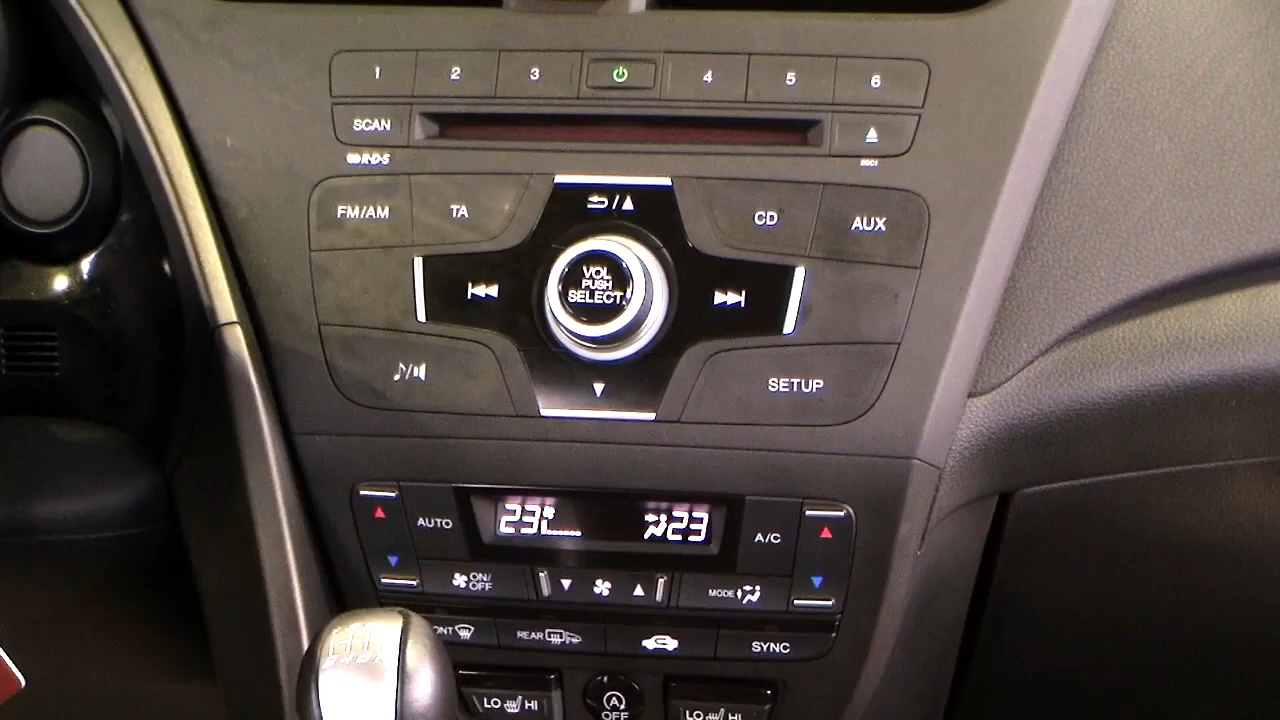 1 2 3 4 5 6
SCAN
R·D·S
FM/AM TA CD AUX
VOL
PUSH
SELECT
SETUP
AUTO 23 23 A/C
ON/
OFF
MODE
REAR SYNC
LO HI
A
OFF
LO HI